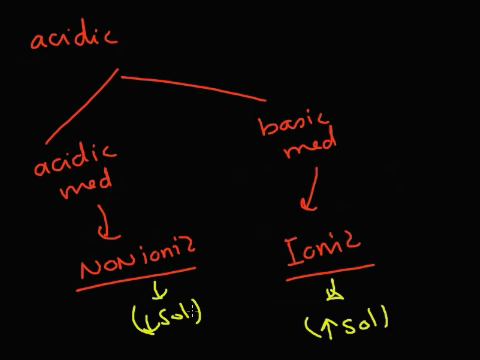 acidic
acidic
med
basic
med
NONioniz
Ioniz
(↓Sol)
(↑Sol)